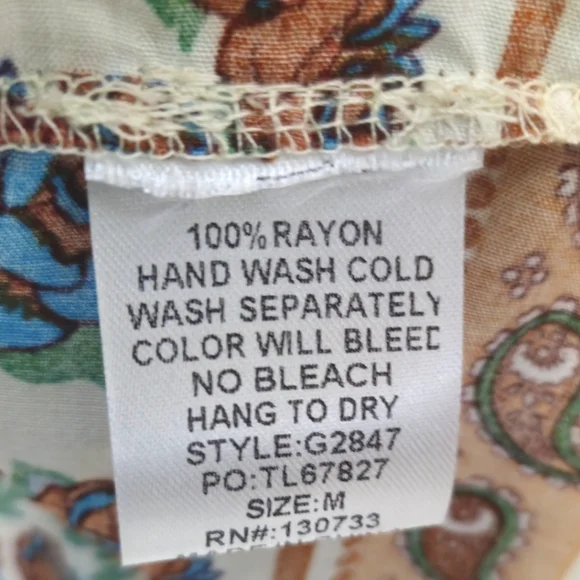 100% RAYON
HAND WASH COLD
WASH SEPARATELY
COLOR WILL BLEED
NO BLEACH
HANG TO DRY
STYLE:G2847
PO:TL67827
SIZE:M
RN#:130733